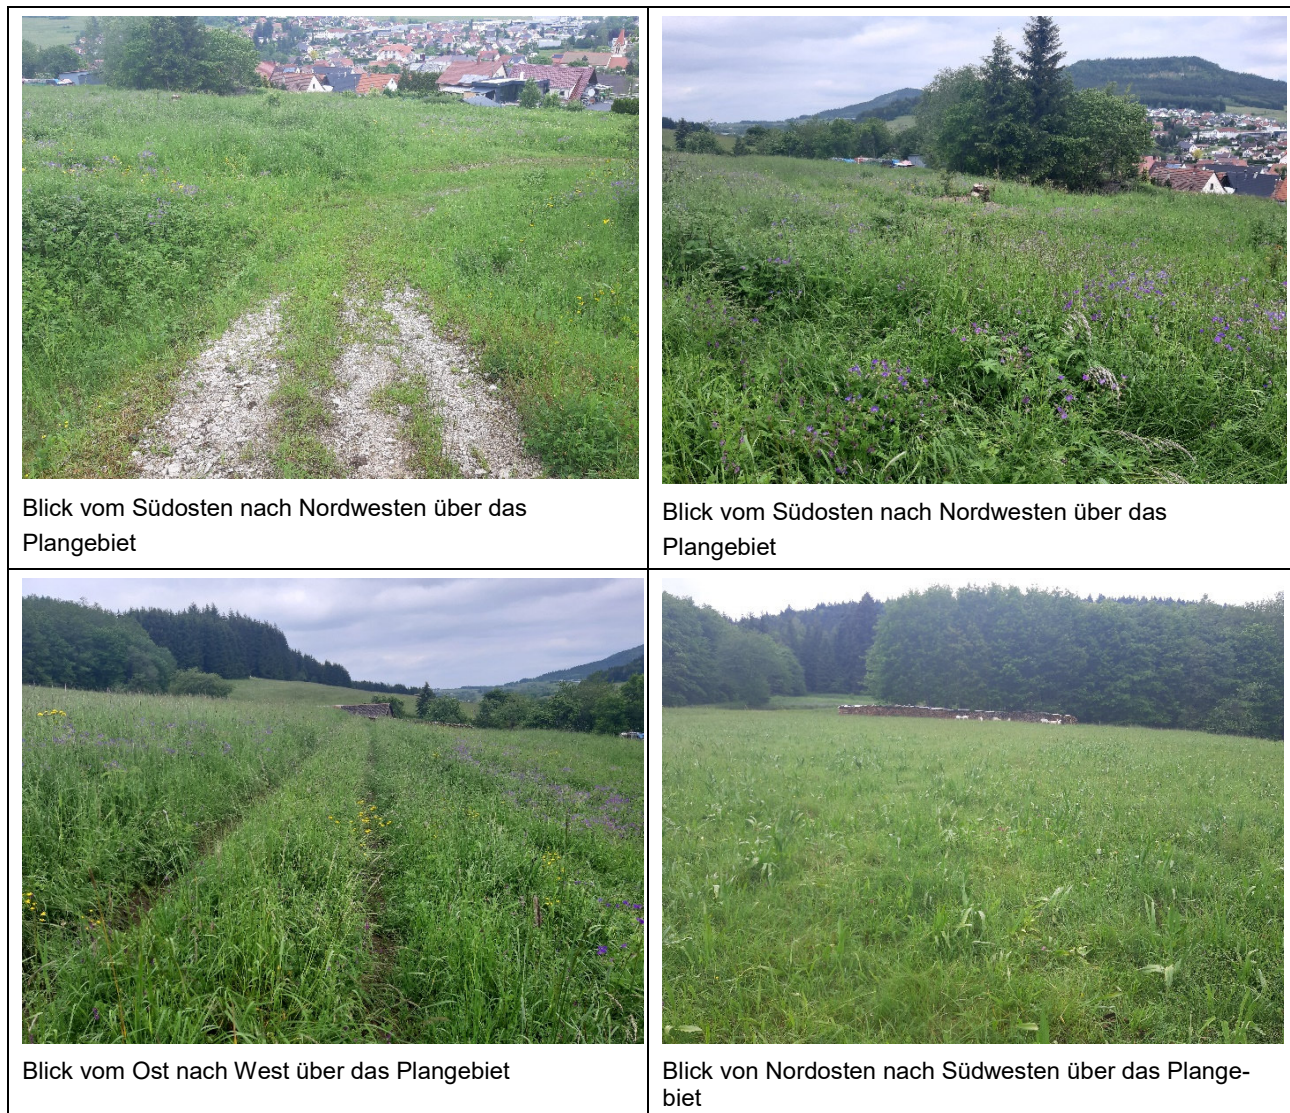 Blick vom Südosten nach Nordwesten über das
Plangebiet
Blick vom Südosten nach Nordwesten über das
Plangebiet
Blick vom Ost nach West über das Plangebiet
Blick von Nordosten nach Südwesten über das Plange-
biet